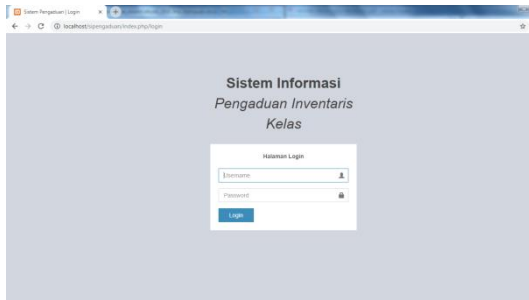 Sistem Pengaduan | Login
localhost/sipengaduan/index.php/login
Sistem Informasi
Pengaduan Inventaris
Kelas
Halaman Login
Username
Password
Login